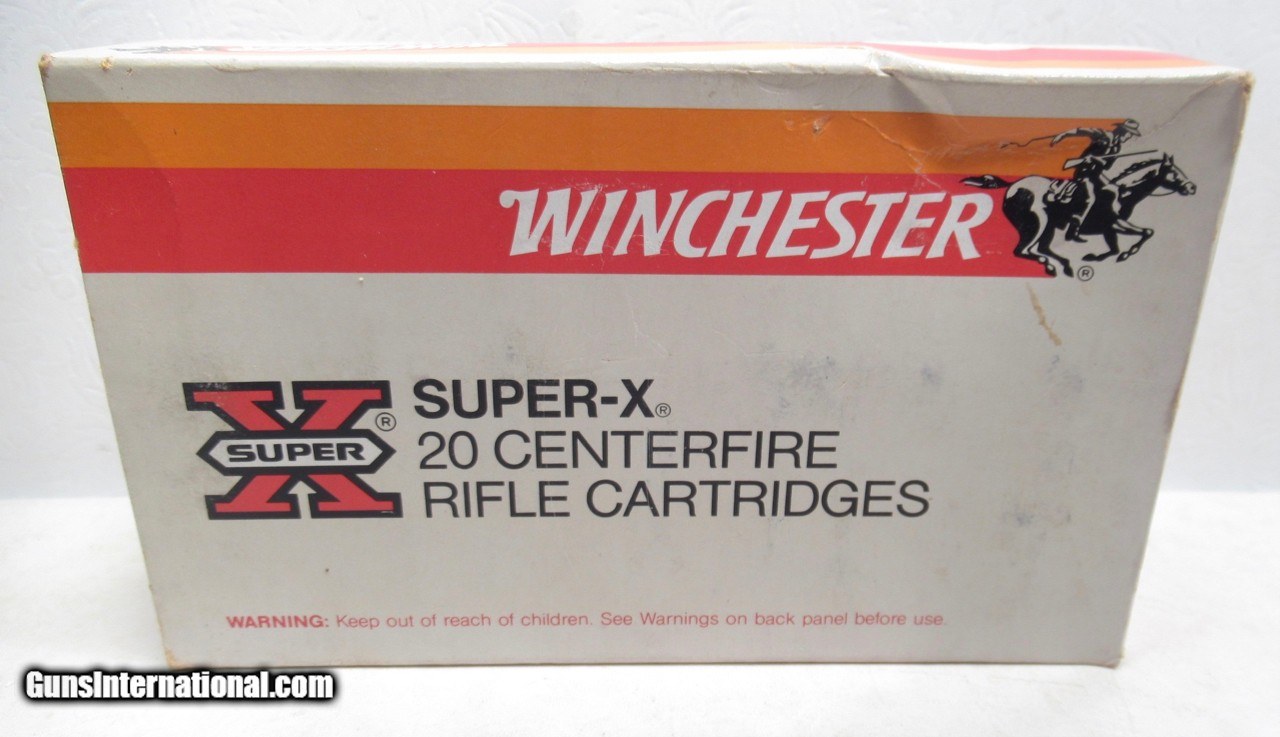 WINCHESTER
®
SUPER ®
SUPER-X®
20 CENTERFIRE
RIFLE CARTRIDGES
WARNING: Keep out of reach of children. See Warnings on back panel before use.
GunsInternational.com